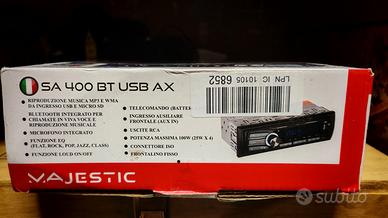 SA 400 BT USB AX
• RIPRODUZIONE MUSICA MP3 E WMA
DA INGRESSO USB E MICRO SD
• BLUETOOTH INTEGRATO PER
CHIAMATE IN VIVA VOCE E
RIPRODUZIONE MUSICALE
• MICROFONO INTEGRATO
• FUNZIONE EQ
(FLAT, ROCK, POP, JAZZ, CLASS)
• FUNZIONE LOUD ON-OFF
• TELECOMANDO (BATTER
• INGRESSO AUSILIARE
FRONTALE (AUX IN)
• USCITE RCA
• POTENZA MASSIMA 100W (25W X 4)
• CONNETTORE ISO
• FRONTALINO FISSO
LPN IC 10105
6852
MAJESTIC
subito